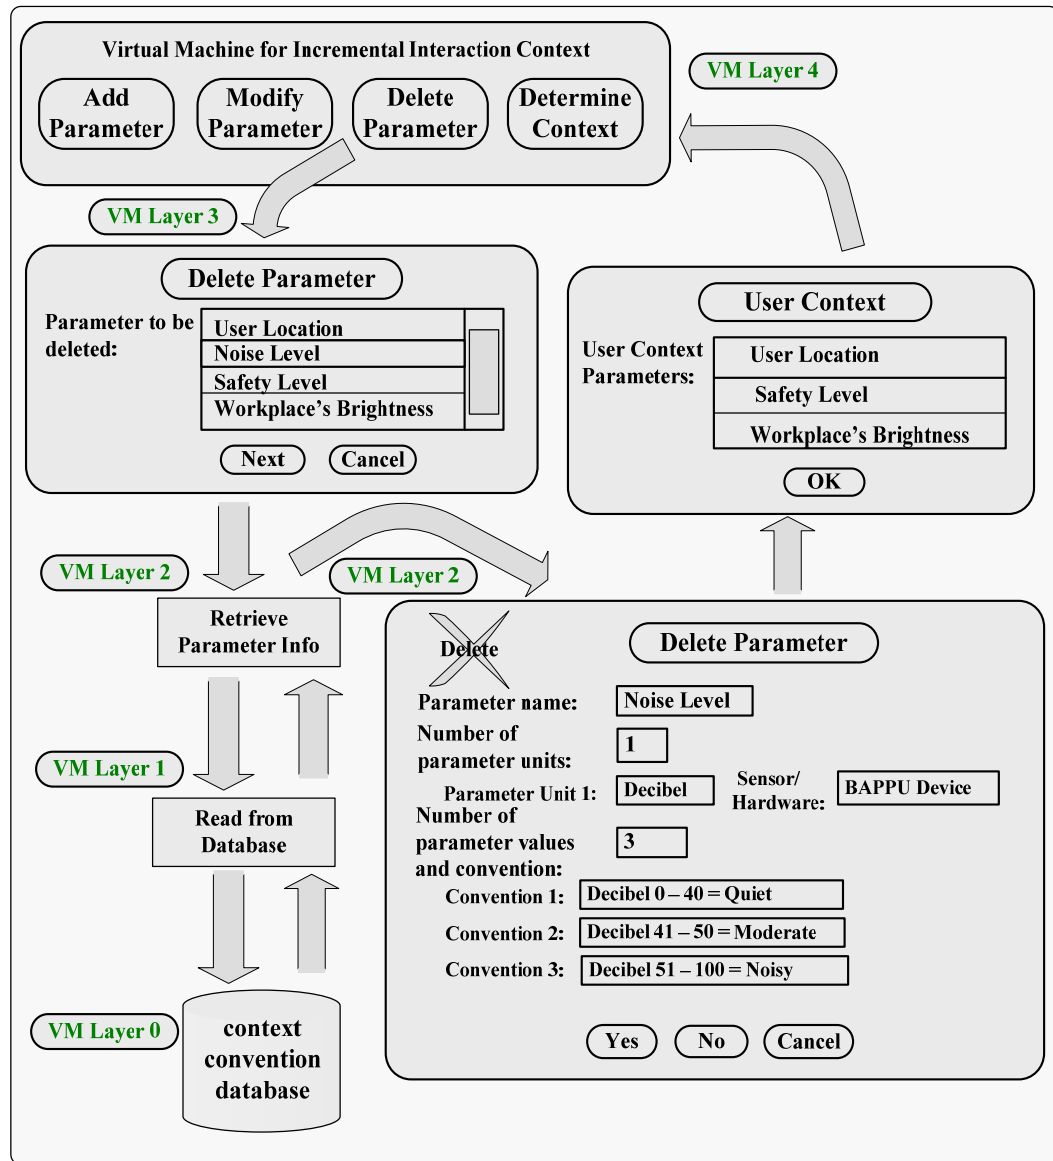 Virtual Machine for Incremental Interaction Context
VM Layer 4
Add
Parameter
Modify
Parameter
Delete
Parameter
Determine
Context
VM Layer 3
Delete Parameter
Parameter to be
deleted:
User Location
Noise Level
Safety Level
Workplace's Brightness
Next
Cancel
User Context
User Context
Parameters:
User Location
Safety Level
Workplace's Brightness
OK
VM Layer 2
VM Layer 2
Retrieve
Parameter Info
VM Layer 1
Read from
Database
VM Layer 0
context
convention
database
Delete
Delete Parameter
Parameter name:
Noise Level
Number of
parameter units:
1
Parameter Unit 1:
Decibel
Sensor/
Hardware:
BAPPU Device
Number of
parameter values
and convention:
3
Convention 1:
Decibel 0 – 40 = Quiet
Convention 2:
Decibel 41 – 50 = Moderate
Convention 3:
Decibel 51 – 100 = Noisy
Yes
No
Cancel